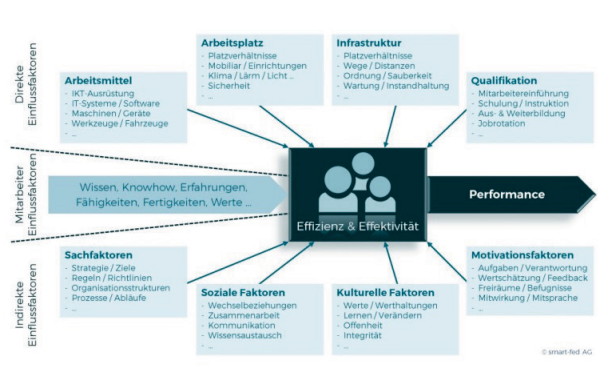 Direkte
Einflussfaktoren
Arbeitsmittel
- IKT-Ausrüstung
- IT-Systeme / Software
- Maschinen / Geräte
- Werkzeuge / Fahrzeuge
- ...
Arbeitsplatz
- Platzverhältnisse
- Mobiliar / Einrichtungen
- Klima / Lärm / Licht ...
- Sicherheit
- ...
Infrastruktur
- Platzverhältnisse
- Wege / Distanzen
- Ordnung / Sauberkeit
- Wartung / Instandhaltung
- ...
Qualifikation
- Mitarbeitereinführung
- Schulung / Instruktion
- Aus- & Weiterbildung
- Jobrotation
- ...
Mitarbeiter
Einflussfaktoren
Wissen, Knowhow, Erfahrungen,
Fähigkeiten, Fertigkeiten, Werte ...
Effizienz & Effektivität
Performance
Indirekte
Einflussfaktoren
Sachfaktoren
- Strategie / Ziele
- Regeln / Richtlinien
- Organisationsstrukturen
- Prozesse / Abläufe
- ...
Soziale Faktoren
- Wechselbeziehungen
- Zusammenarbeit
- Kommunikation
- Wissensaustausch
- ...
Kulturelle Faktoren
- Werte / Werthaltungen
- Lernen / Verändern
- Offenheit
- Integrität
- ...
Motivationsfaktoren
- Aufgaben / Verantwortung
- Wertschätzung / Feedback
- Freiräume / Befugnisse
- Mitwirkung / Mitsprache
- ...
© smart-fed AG